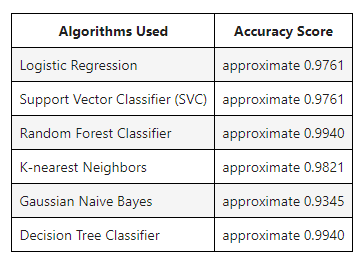 Algorithms Used Accuracy Score
Logistic Regression approximate 0.9761
Support Vector Classifier (SVC) approximate 0.9761
Random Forest Classifier approximate 0.9940
K-nearest Neighbors approximate 0.9821
Gaussian Naive Bayes approximate 0.9345
Decision Tree Classifier approximate 0.9940